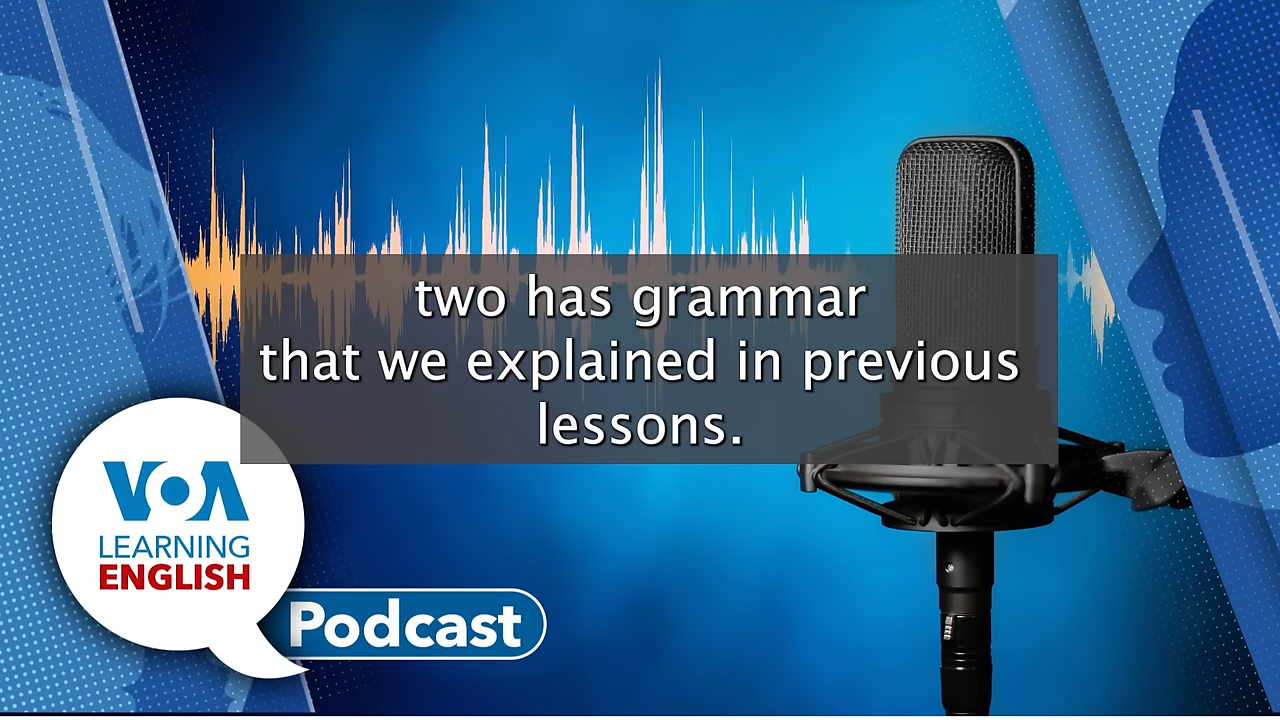 two has grammar
that we explained in previous
lessons.
VOA
LEARNING
ENGLISH
Podcast